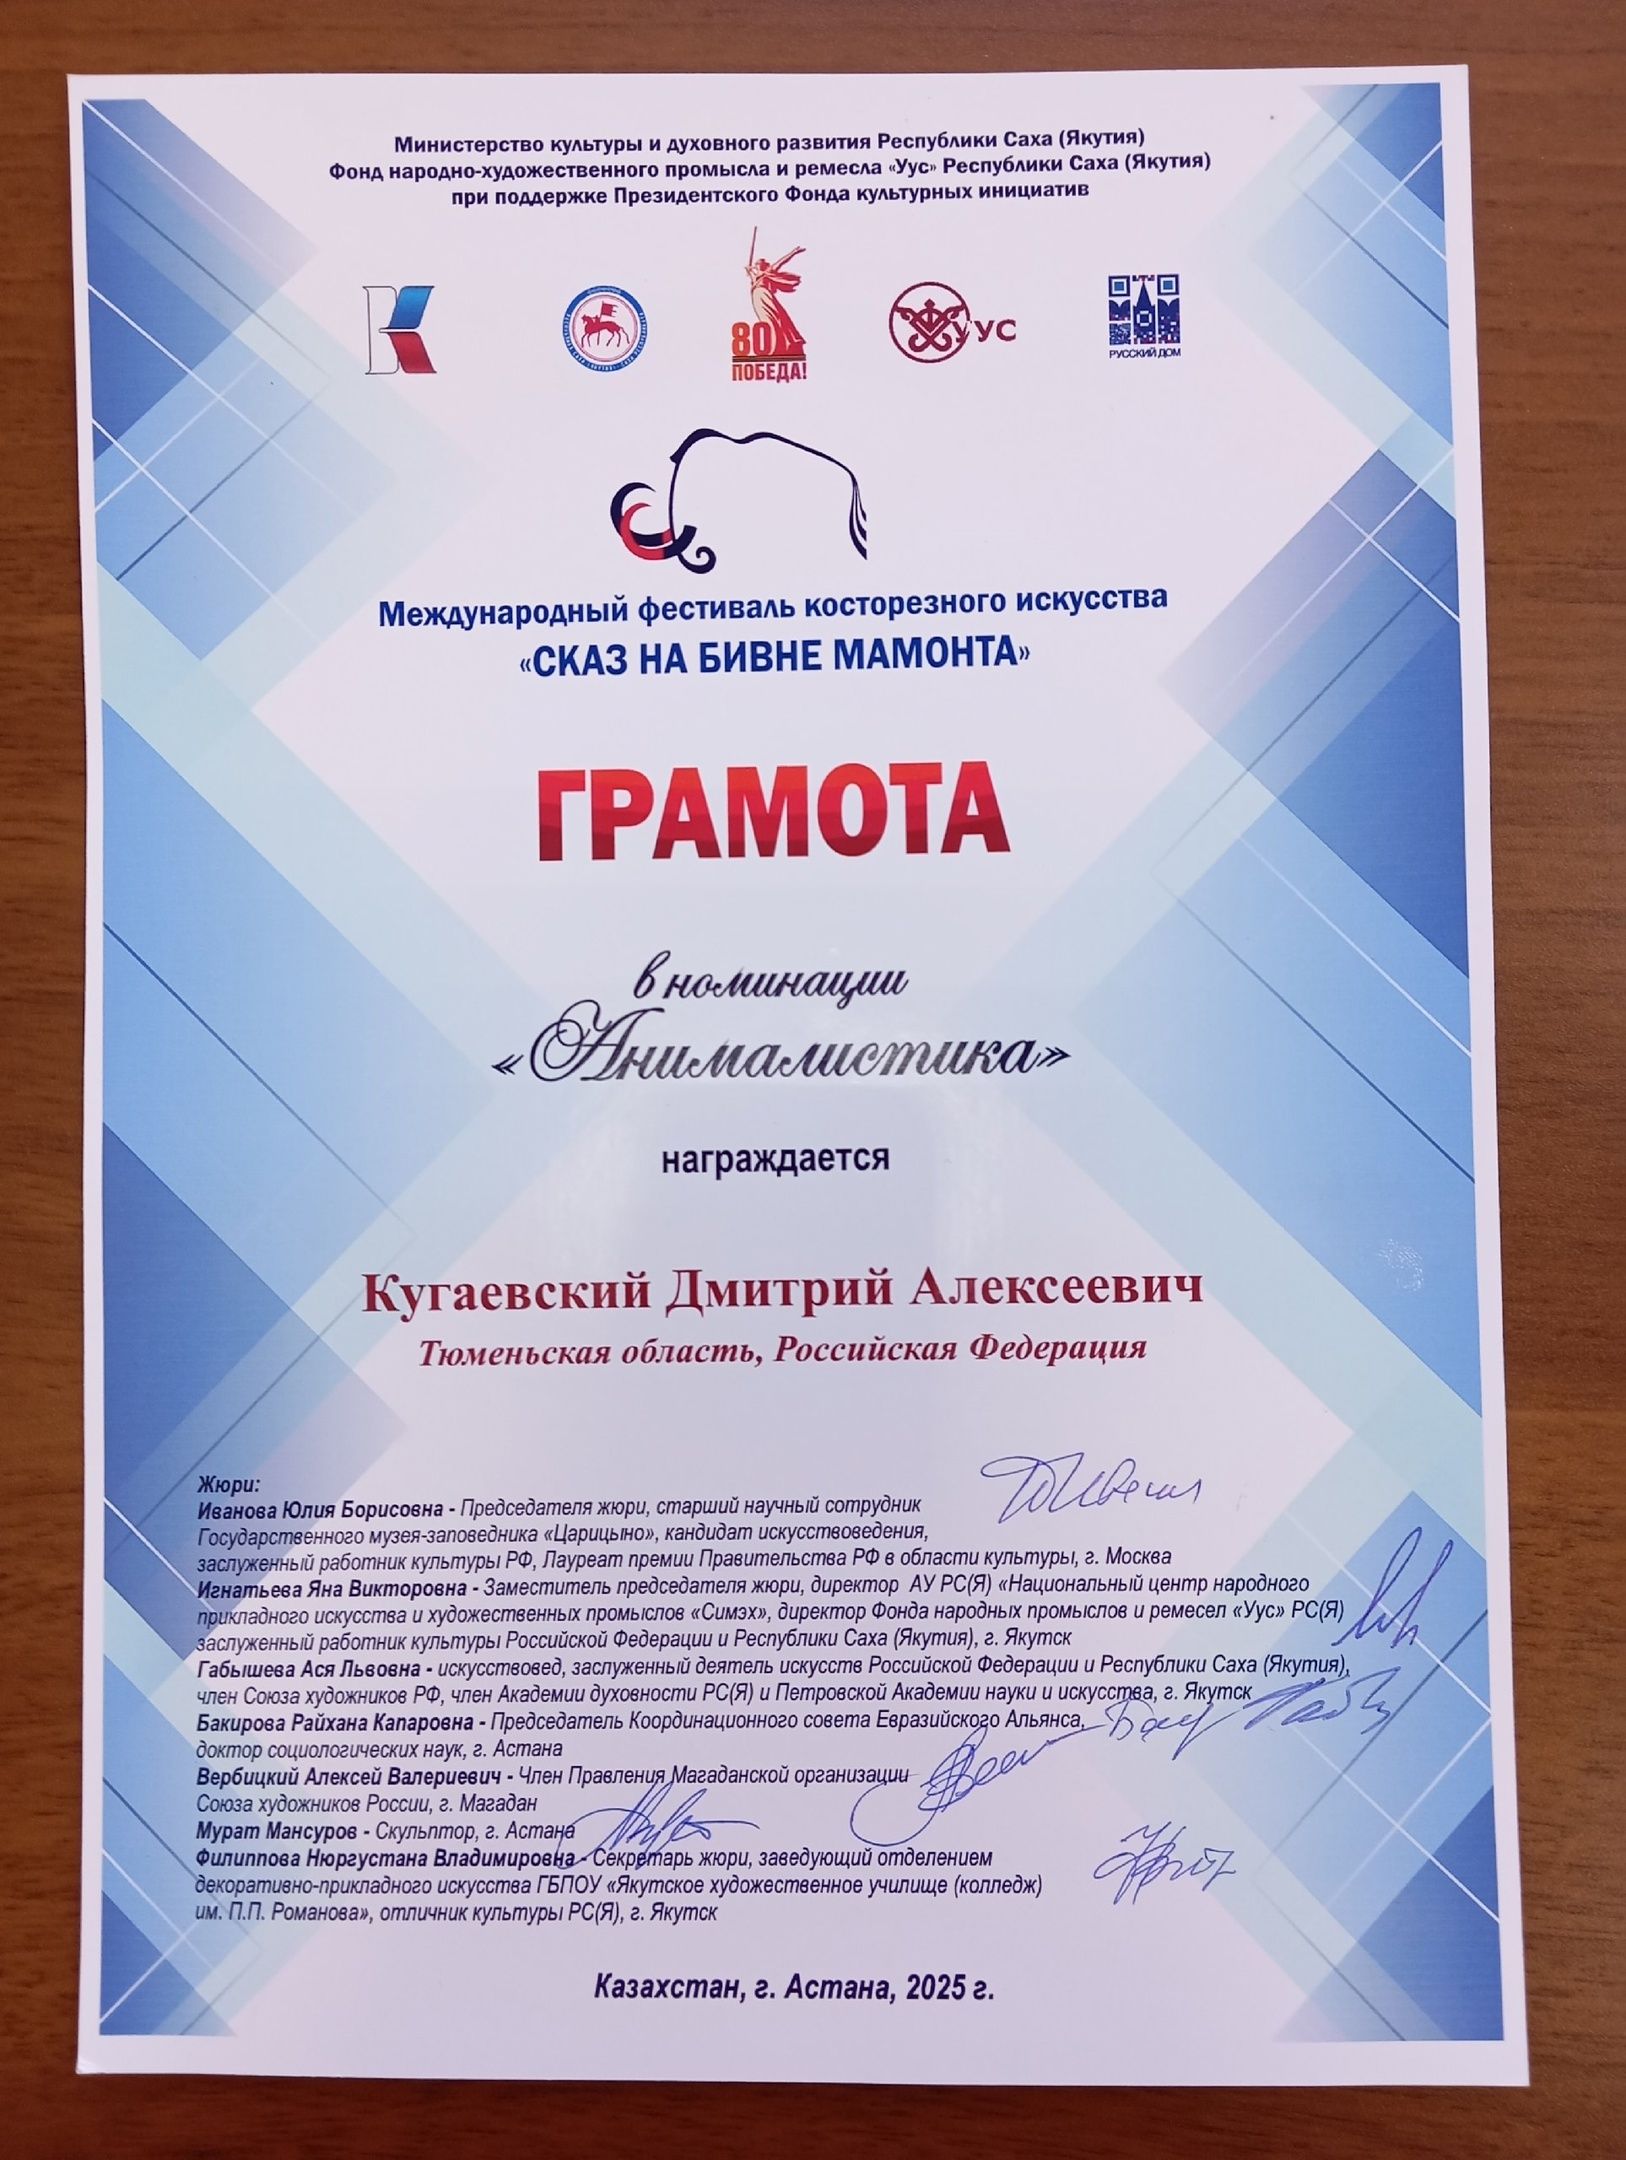 Министерство культуры и духовного развития Республики Саха (Якутия)
Фонд народно-художественного промысла и ремесла «Уус» Республики Саха (Якутия)
при поддержке Президентского Фонда культурных инициатив
80
ПОБЕДА!
УУС
РУССКИЙ ДОМ
Международный фестиваль косторезного искусства
«СКАЗ НА БИВНЕ МАМОНТА»
ГРАМОТА
в номинации
«Анималистика»
награждается
Кугаевский Дмитрий Алексеевич
Тюменьская область, Российская Федерация
Жюри:
Иванова Юлия Борисовна - Председателя жюри, старший научный сотрудник
Государственного музея-заповедника «Царицыно», кандидат искусствоведения,
заслуженный работник культуры РФ, Лауреат премии Правительства РФ в области культуры, г. Москва
Игнатьева Яна Викторовна - Заместитель председателя жюри, директор АУ РС(Я) «Национальный центр народного
прикладного искусства и художественных промыслов «Симэх», директор Фонда народных промыслов и ремесел «Уус» РС(Я)
заслуженный работник культуры Российской Федерации и Республики Саха (Якутия), г. Якутск
Габышева Ася Львовна - искусствовед, заслуженный деятель искусств Российской Федерации и Республики Саха (Якутия),
член Союза художников РФ, член Академии духовности РС(Я) и Петровской Академии науки и искусства, г. Якутск
Бакирова Райхана Капаровна - Председатель Координационного совета Евразийского Альянса,
доктор социологических наук, г. Астана
Вербицкий Алексей Валериевич - Член Правления Магаданской организации
Союза художников России, г. Магадан
Мурат Мансуров - Скульптор, г. Астана
Филиппова Нюргустана Владимировна - Секретарь жюри, заведующий отделением
декоративно-прикладного искусства ГБПОУ «Якутское художественное училище (колледж)
им. П.П. Романова», отличник культуры РС(Я), г. Якутск
Казахстан, г. Астана, 2025 г.